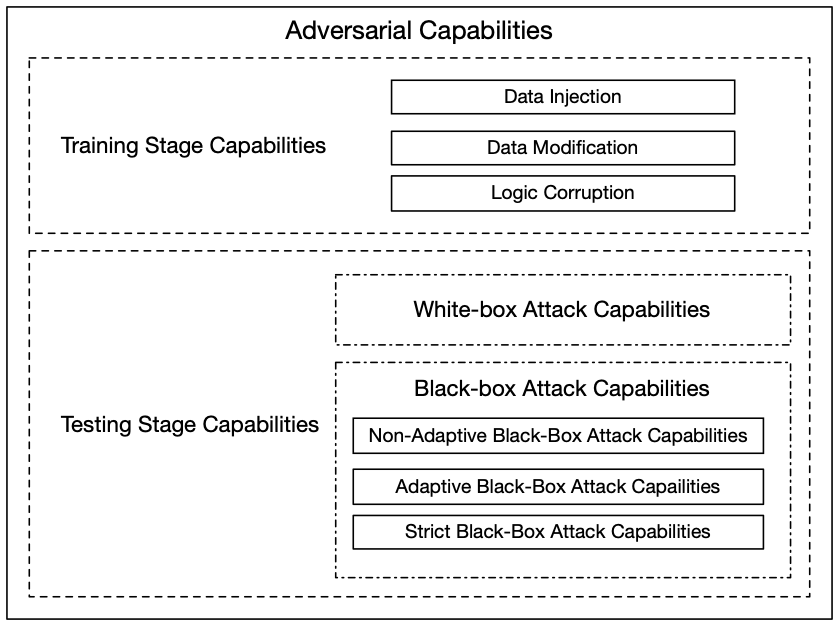 Adversarial Capabilities
Training Stage Capabilities
Data Injection
Data Modification
Logic Corruption
Testing Stage Capabilities
White-box Attack Capabilities
Black-box Attack Capabilities
Non-Adaptive Black-Box Attack Capabilities
Adaptive Black-Box Attack Capailities
Strict Black-Box Attack Capabilities